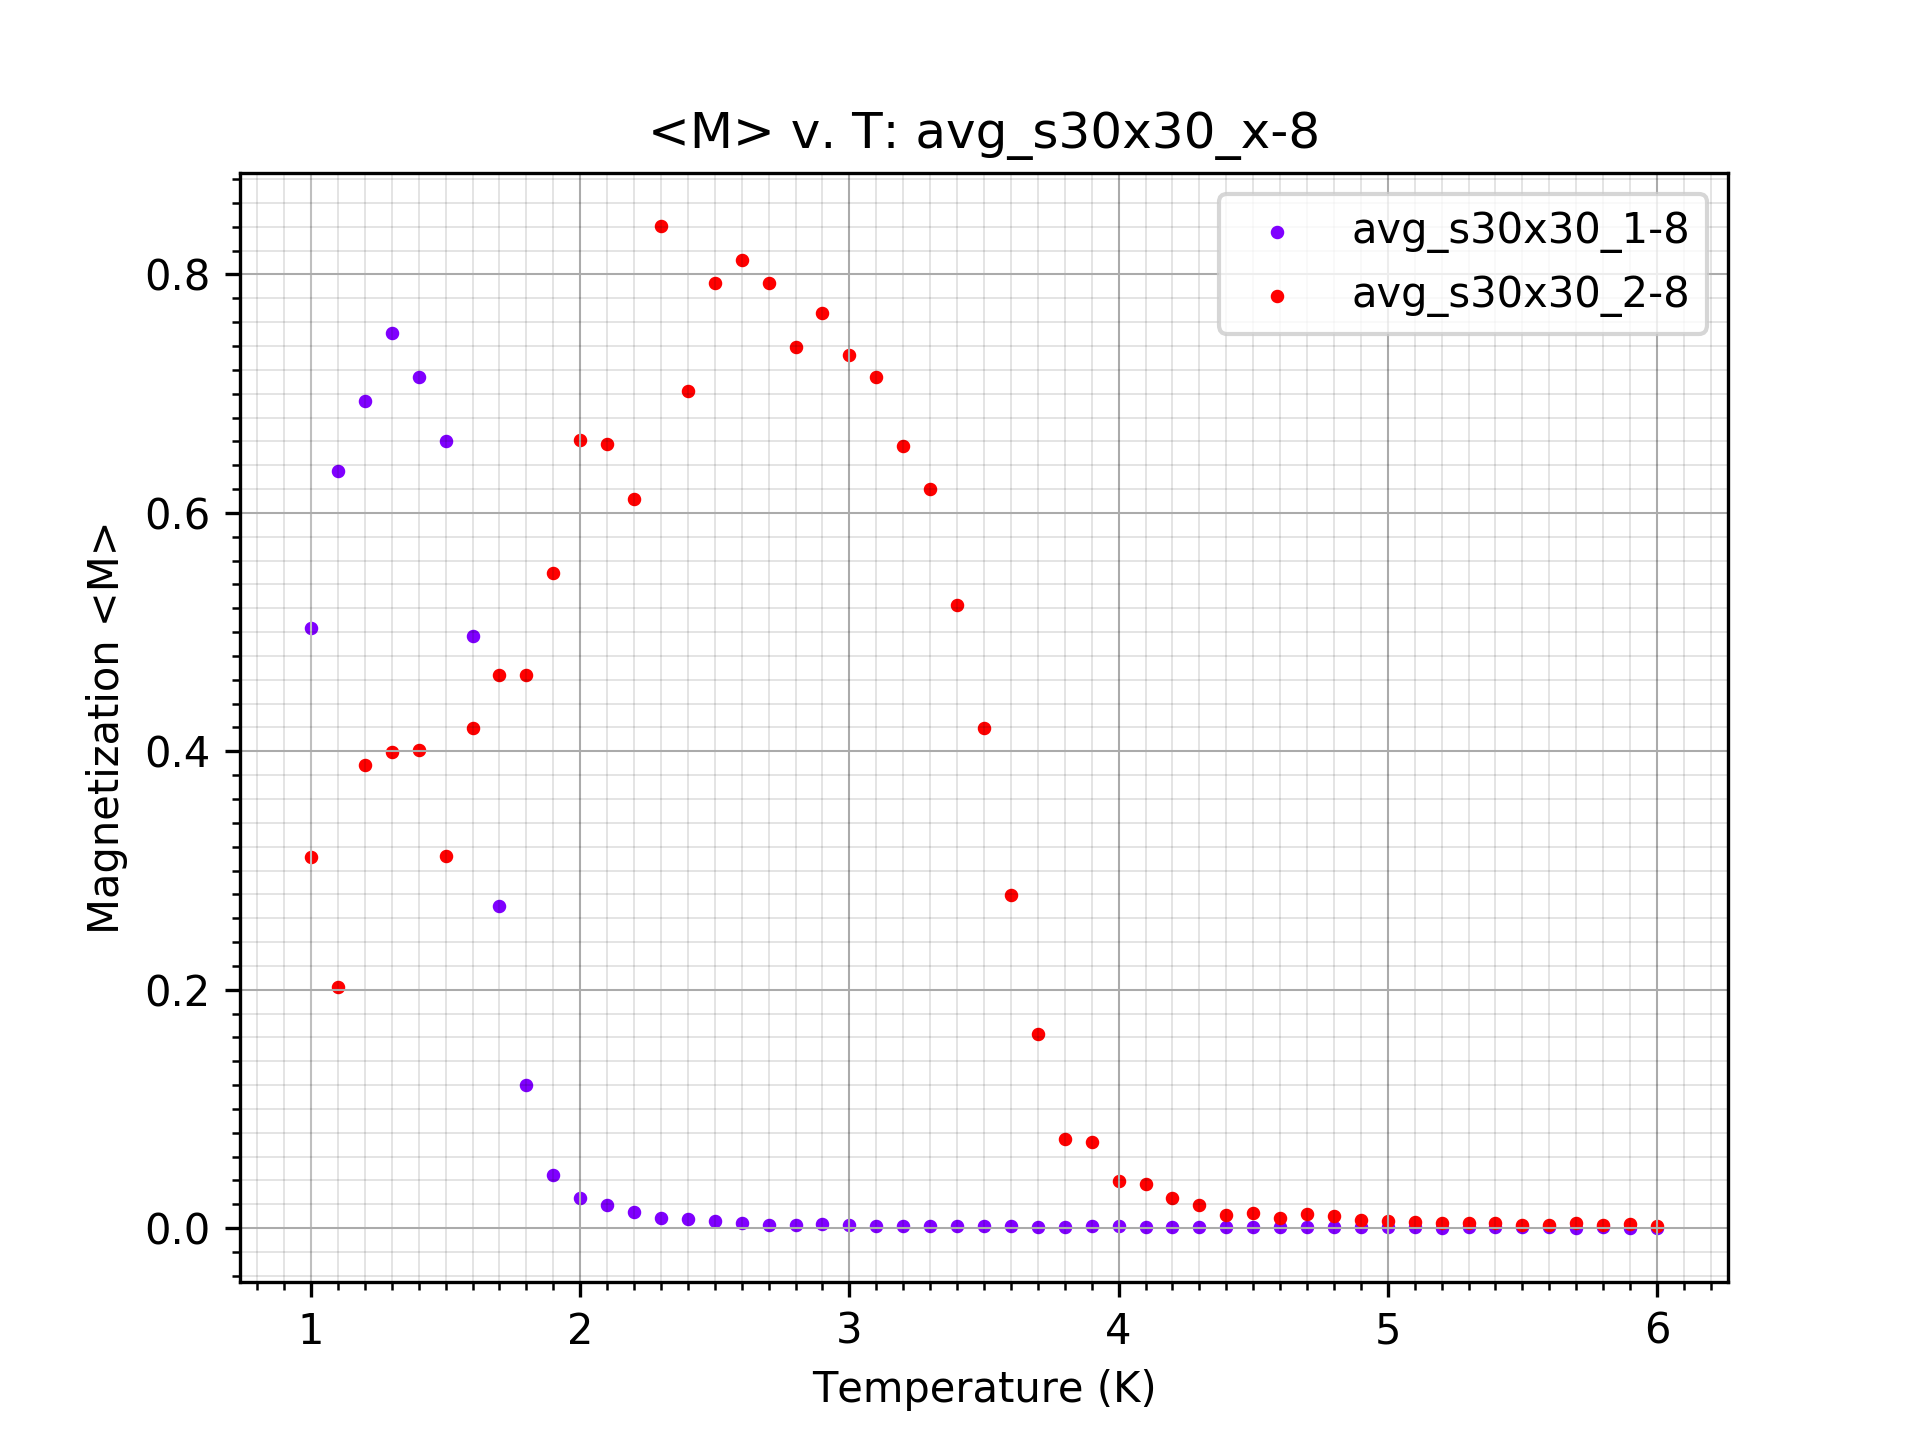 <M> v. T: avg_s30x30_x-8
avg_s30x30_1-8
avg_s30x30_2-8
Magnetization <M>
0.8
0.6
0.4
0.2
0.0
1 2 3 4 5 6
Temperature (K)